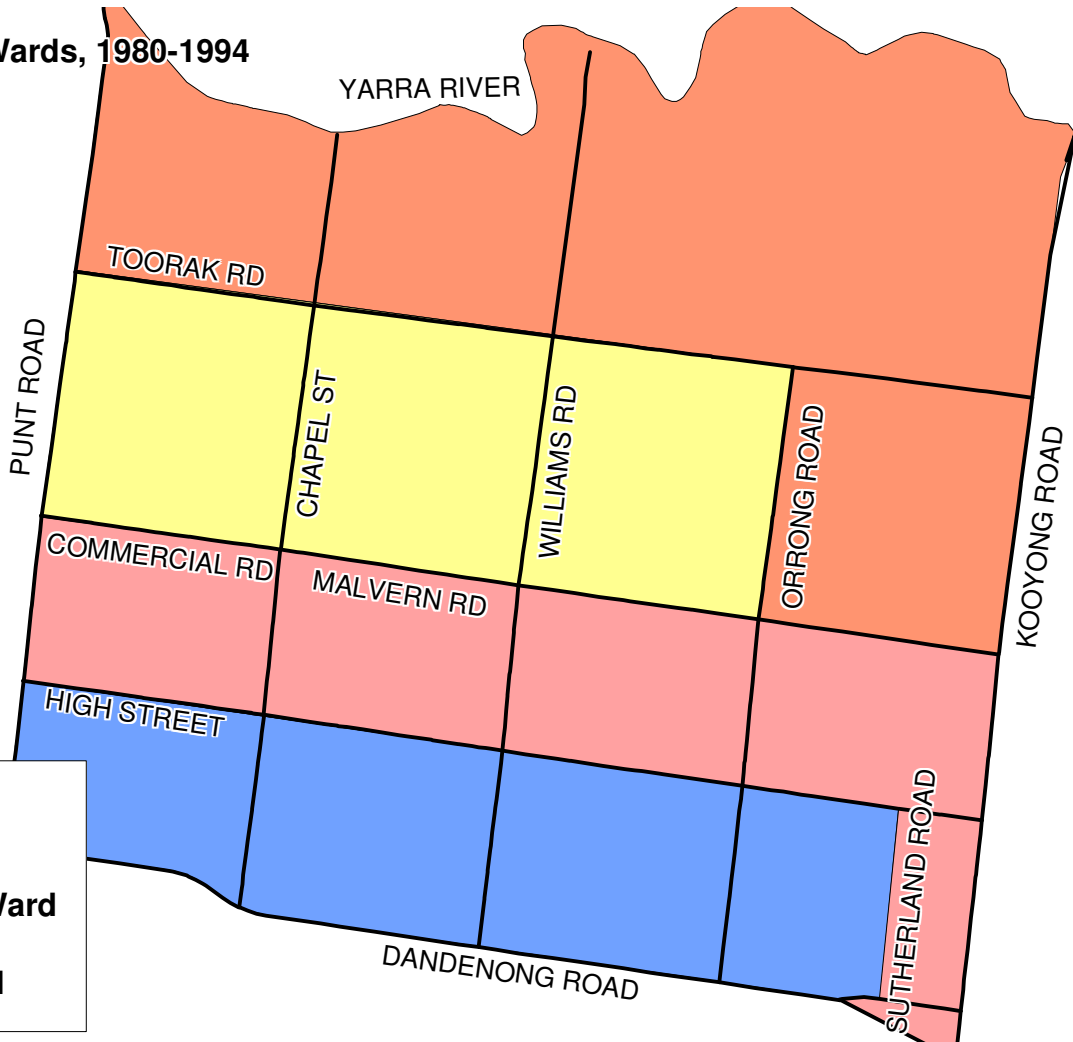 Wards, 1980-1994
YARRA RIVER
TOORAK RD
PUNT ROAD
CHAPEL ST
WILLIAMS RD
ORRONG ROAD
KOOYONG ROAD
COMMERCIAL RD
MALVERN RD
HIGH STREET
SUTHERLAND ROAD
Ward
DANDENONG ROAD